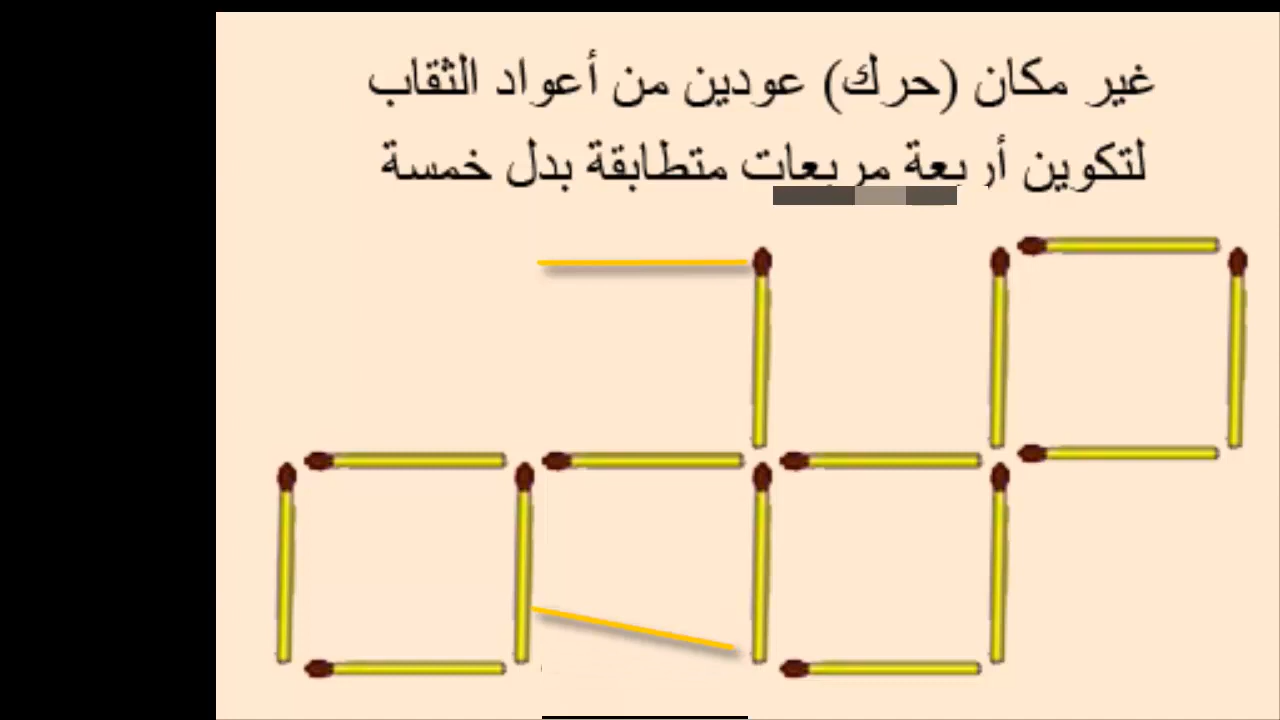 غير مكان (حرك) عودين من أعواد الثقاب
لتكوين أربعة مربعات متطابقة بدل خمسة